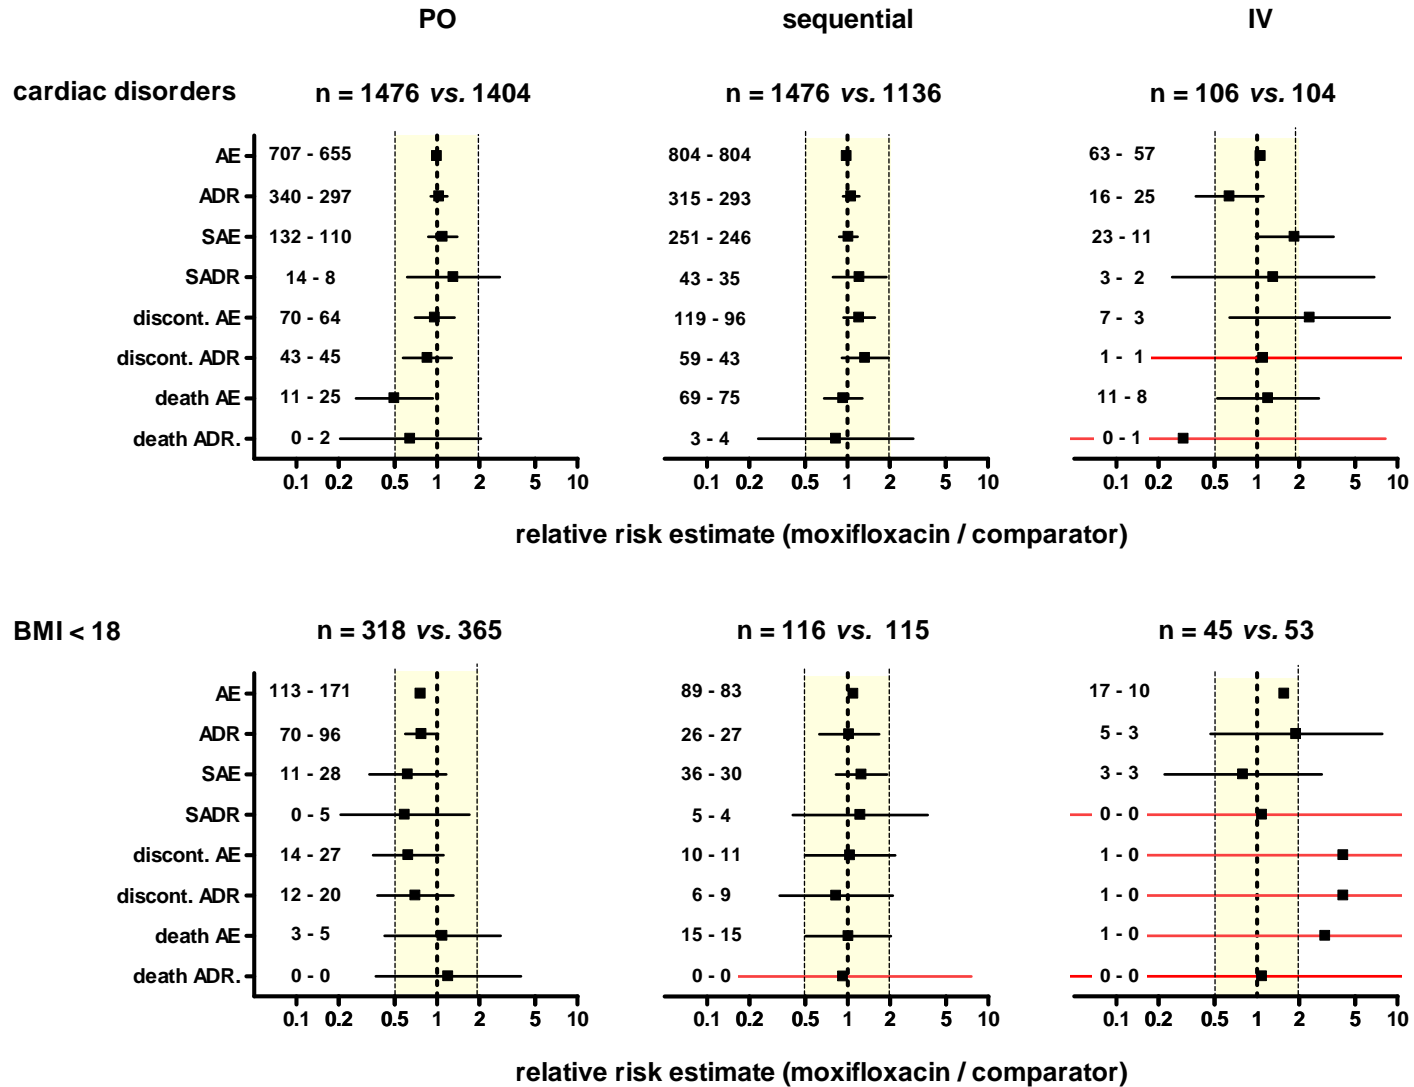 PO sequential IV
cardiac disorders n = 1476 vs. 1404 n = 1476 vs. 1136 n = 106 vs. 104
AE 707 - 655 804 - 804 63 - 57
ADR 340 - 297 315 - 293 16 - 25
SAE 132 - 110 251 - 246 23 - 11
SADR 14 - 8 43 - 35 3 - 2
discont. AE 70 - 64 119 - 96 7 - 3
discont. ADR 43 - 45 59 - 43 1 - 1
death AE 11 - 25 69 - 75 11 - 8
death ADR. 0 - 2 3 - 4 0 - 1
0.1 0.2 0.5 1 2 5 10 0.1 0.2 0.5 1 2 5 10 0.1 0.2 0.5 1 2 5 10
relative risk estimate (moxifloxacin / comparator)
BMI < 18 n = 318 vs. 365 n = 116 vs. 115 n = 45 vs. 53
AE 113 - 171 89 - 83 17 - 10
ADR 70 - 96 26 - 27 5 - 3
SAE 11 - 28 36 - 30 3 - 3
SADR 0 - 5 5 - 4 0 - 0
discont. AE 14 - 27 10 - 11 1 - 0
discont. ADR 12 - 20 6 - 9 1 - 0
death AE 3 - 5 15 - 15 1 - 0
death ADR. 0 - 0 0 - 0 0 - 0
0.1 0.2 0.5 1 2 5 10 0.1 0.2 0.5 1 2 5 10 0.1 0.2 0.5 1 2 5 10
relative risk estimate (moxifloxacin / comparator)